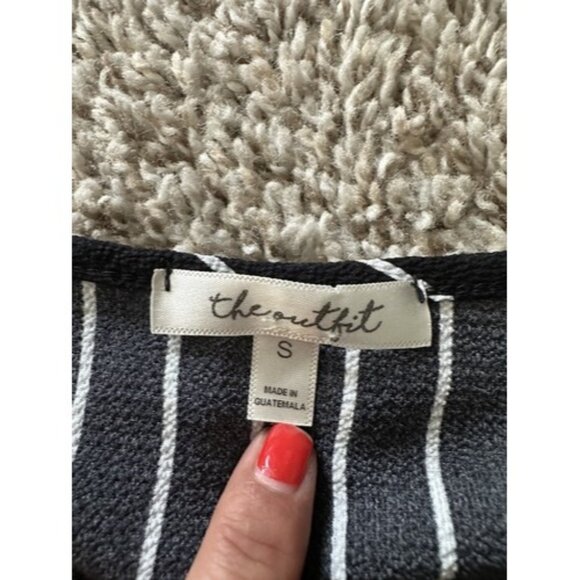 the outfit
S
MADE IN
GUATEMALA